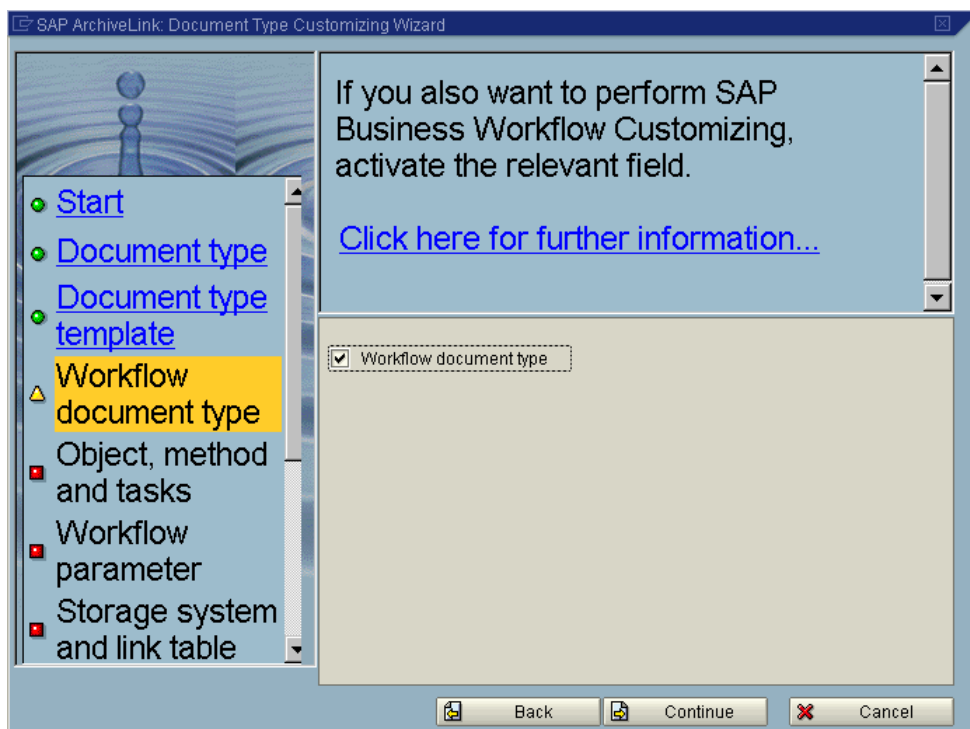 SAP ArchiveLink: Document Type Customizing Wizard
If you also want to perform SAP
Business Workflow Customizing,
activate the relevant field.
Click here for further information...
Start
Document type
Document type
template
Workflow
document type
Object, method
and tasks
Workflow
parameter
Storage system
and link table
Workflow document type
Back
Continue
Cancel